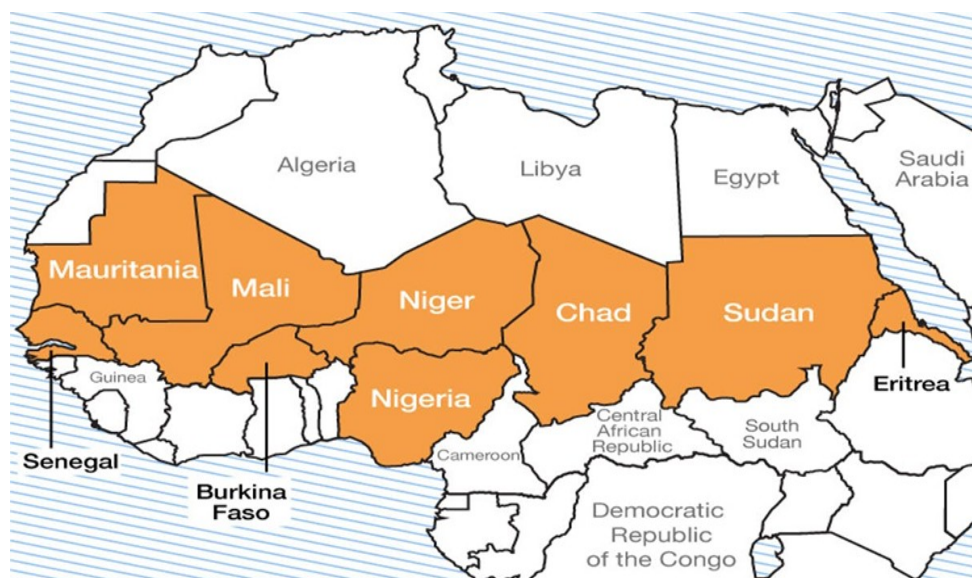 Algeria
Libya
Egypt
Saudi
Arabia
Mauritania
Mali
Niger
Chad
Sudan
Eritrea
Guinea
Nigeria
Central
African
Republic
South
Sudan
Cameroon
Senegal
Burkina
Faso
Democratic
Republic
of the Congo